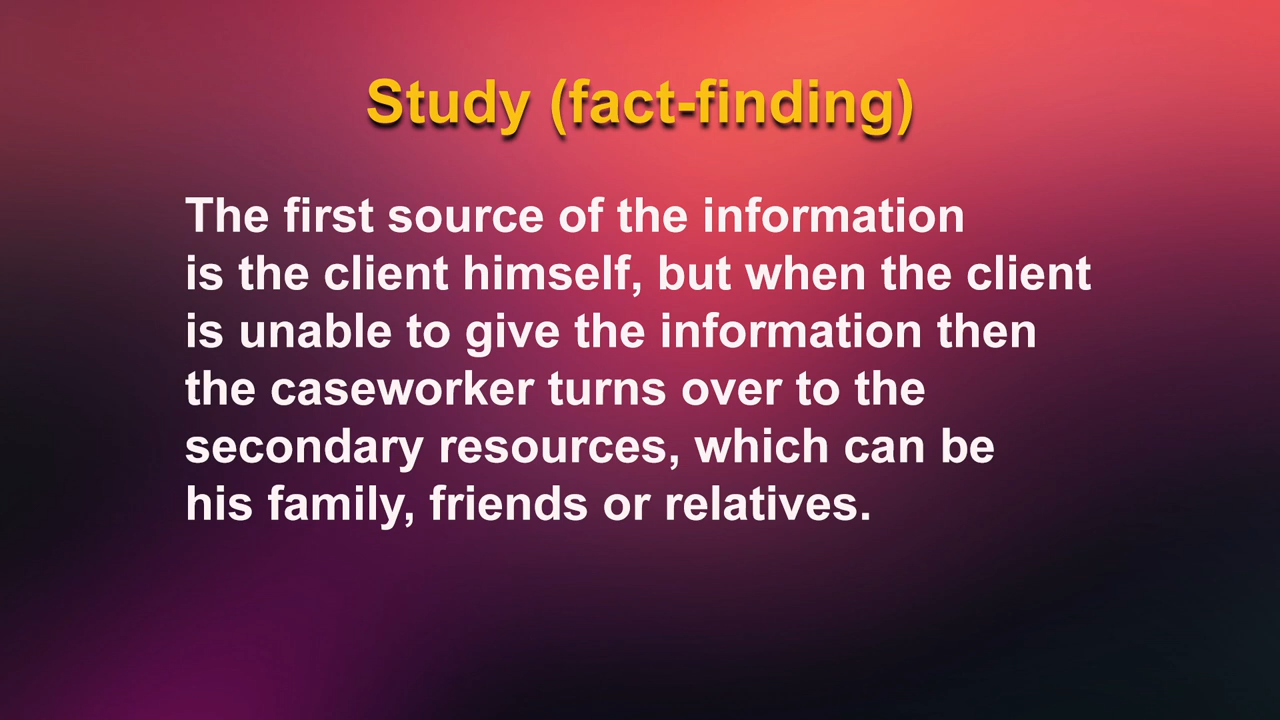 Study (fact-finding)
The first source of the information
is the client himself, but when the client
is unable to give the information then
the caseworker turns over to the
secondary resources, which can be
his family, friends or relatives.